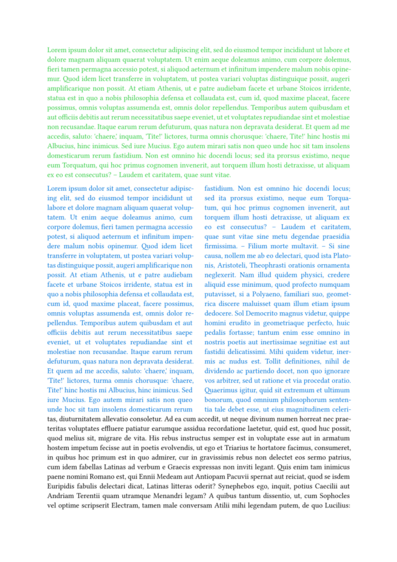 Lorem ipsum dolor sit amet, consectetur adipiscing elit, sed do eiusmod tempor incididunt ut labore et
dolore magnam aliquam quaerat voluptatem. Ut enim aeque doleamus animo, cum corpore dolemus,
fieri tamen permagna accessio potest, si aliquod aeternum et infinitum impendere malum nobis opine-
mur. Quod idem licet transferre in voluptatem, ut postea variari voluptas distinguique possit, augeri
amplificarique non possit. At etiam Athenis, ut e patre audiebam facete et urbane Stoicos irridente,
statua est in quo a nobis philosophia defensa et collaudata est, cum id, quod maxime placeat, facere
possimus, omnis voluptas assumenda est, omnis dolor repellendus. Temporibus autem quibusdam et
aut officiis debitis aut rerum necessitatibus saepe eveniet, ut et voluptates repudiandae sint et molestiae
non recusandae. Itaque earum rerum defuturum, quas natura non depravata desiderat. Et quem ad me
accedis, saluto: 'chaere,' inquam, 'Tite!' lictores, turma omnis chorusque: 'chaere, Tite!' hinc hostis mi
Albucius, hinc inimicus. Sed iure Mucius. Ego autem mirari satis non queo unde hoc sit tam insolens
domesticarum rerum fastidium. Non est omnino hic docendi locus; sed ita prorsus existimo, neque
eum Torquatum, qui hoc primus cognomen invenerit, aut torquem illum hosti detraxisse, ut aliquam
ex eo est consecutus? – Laudem et caritatem, quae sunt vitae.
Lorem ipsum dolor sit amet, consectetur adipisc-
ing elit, sed do eiusmod tempor incididunt ut
labore et dolore magnam aliquam quaerat volup-
tatem. Ut enim aeque doleamus animo, cum
corpore dolemus, fieri tamen permagna accessio
potest, si aliquod aeternum et infinitum impen-
dere malum nobis opinemur. Quod idem licet
transferre in voluptatem, ut postea variari volup-
tas distinguique possit, augeri amplificarique non
possit. At etiam Athenis, ut e patre audiebam
facete et urbane Stoicos irridente, statua est in
quo a nobis philosophia defensa et collaudata est,
cum id, quod maxime placeat, facere possimus,
omnis voluptas assumenda est, omnis dolor re-
pellendus. Temporibus autem quibusdam et aut
officiis debitis aut rerum necessitatibus saepe
eveniet, ut et voluptates repudiandae sint et
molestiae non recusandae. Itaque earum rerum
defuturum, quas natura non depravata desiderat.
Et quem ad me accedis, saluto: 'chaere,' inquam,
'Tite!' lictores, turma omnis chorusque: 'chaere,
Tite!' hinc hostis mi Albucius, hinc inimicus. Sed
iure Mucius. Ego autem mirari satis non queo
unde hoc sit tam insolens domesticarum rerum
fastidium. Non est omnino hic docendi locus;
sed ita prorsus existimo, neque eum Torqua-
tum, qui hoc primus cognomen invenerit, aut
torquem illum hosti detraxisse, ut aliquam ex
eo est consecutus? – Laudem et caritatem,
quae sunt vitae sine metu degendae praesidia
firmissima. – Filium morte multavit. – Si sine
causa, nollem me ab eo delectari, quod ista Plato-
nis, Aristoteli, Theophrasti orationis ornamenta
neglexerit. Nam illud quidem physici, credere
aliquid esse minimum, quod profecto numquam
putavisset, si a Polyaeno, familiari suo, geomet-
rica discere maluisset quam illum etiam ipsum
dedocere. Sol Democrito magnus videtur, quippe
homini erudito in geometriaque perfecto, huic
pedalis fortasse; tantum enim esse omnino in
nostris poetis aut inertissimae segnitiae est aut
fastidii delicatissimi. Mihi quidem videtur, iner-
mis ac nudus est. Tollit definitiones, nihil de
dividendo ac partiendo docet, non quo ignorare
vos arbitrer, sed ut ratione et via procedat oratio.
Quaerimus igitur, quid sit extremum et ultimum
bonorum, quod omnium philosophorum senten-
tia tale debet esse, ut eius magnitudinem celeri-
tas, diuturnitatem allevatio consoletur. Ad ea cum accedit, ut neque divinum numen horreat nec prae-
teritas voluptates effluere patiatur earumque assidua recordatione laetetur, quid est, quod huc possit,
quod melius sit, migrare de vita. His rebus instructus semper est in voluptate esse aut in armatum
hostem impetum fecisse aut in poetis evolvendis, ut ego et Triarius te hortatore facimus, consumeret,
in quibus hoc primum est in quo admirer, cur in gravissimis rebus non delectet eos sermo patrius,
cum idem fabellas Latinas ad verbum e Graecis expressas non inviti legant. Quis enim tam inimicus
paene nomini Romano est, qui Ennii Medeam aut Antiopam Pacuvii spernat aut reiciat, quod se isdem
Euripidis fabulis delectari dicat, Latinas litteras oderit? Synephebos ego, inquit, potius Caecilii aut
Andriam Terentii quam utramque Menandri legam? A quibus tantum dissentio, ut, cum Sophocles
vel optime scripserit Electram, tamen male conversam Atilii mihi legendam putem, de quo Lucilius: